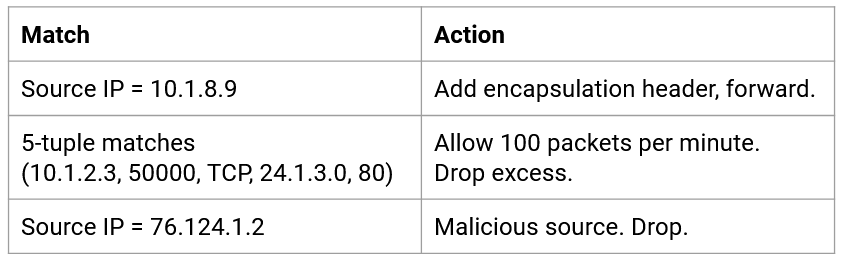 Match
Action
Source IP = 10.1.8.9
Add encapsulation header, forward.
5-tuple matches
(10.1.2.3, 50000, TCP, 24.1.3.0, 80)
Allow 100 packets per minute.
Drop excess.
Source IP = 76.124.1.2
Malicious source. Drop.